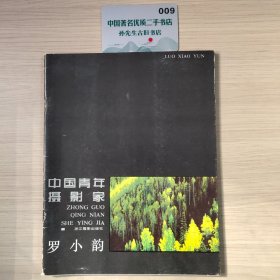 009
中国著名优质二手书店
孙先生古旧书店
LUO XIAO YUN
中国青年
摄影家
ZHONG GUO
QING NIAN
SHE YING JIA
浙江摄影出版社
罗小韵